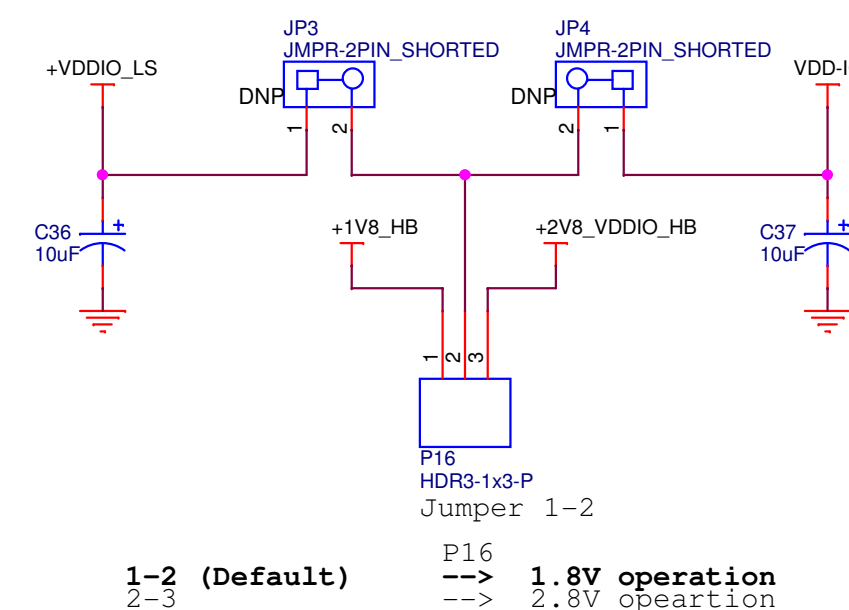 JP3
JMPR-2PIN_SHORTED
JP4
JMPR-2PIN_SHORTED
+VDDIO_LS
VDD-I
DNP
DNP
1
2
2
1
C36
10uF
+
+1V8_HB
+2V8_VDDIO_HB
C37
10uF
+
1
2
3
P16
HDR3-1x3-P
Jumper 1-2
P16
1-2 (Default) --> 1.8V operation
2-3 --> 2.8V opeartion